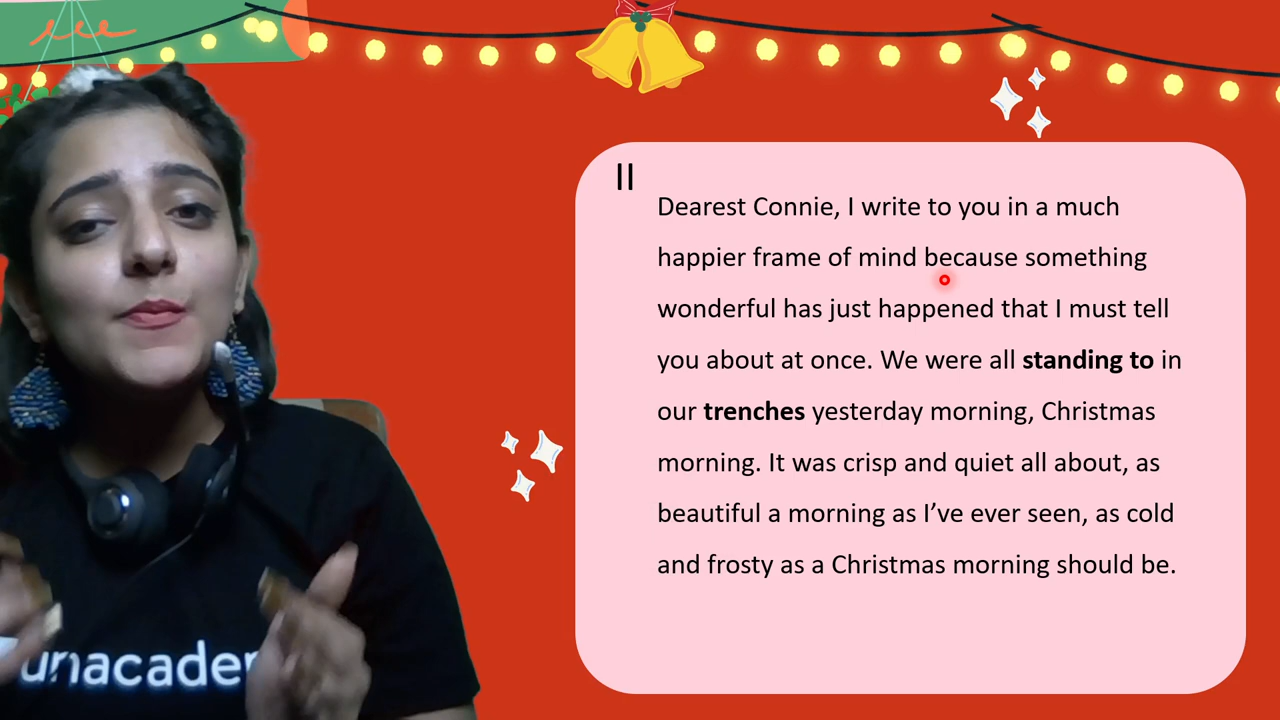 II
Dearest Connie, I write to you in a much
happier frame of mind because something
wonderful has just happened that I must tell
you about at once. We were all standing to in
our trenches yesterday morning, Christmas
morning. It was crisp and quiet all about, as
beautiful a morning as I’ve ever seen, as cold
and frosty as a Christmas morning should be.
unacader